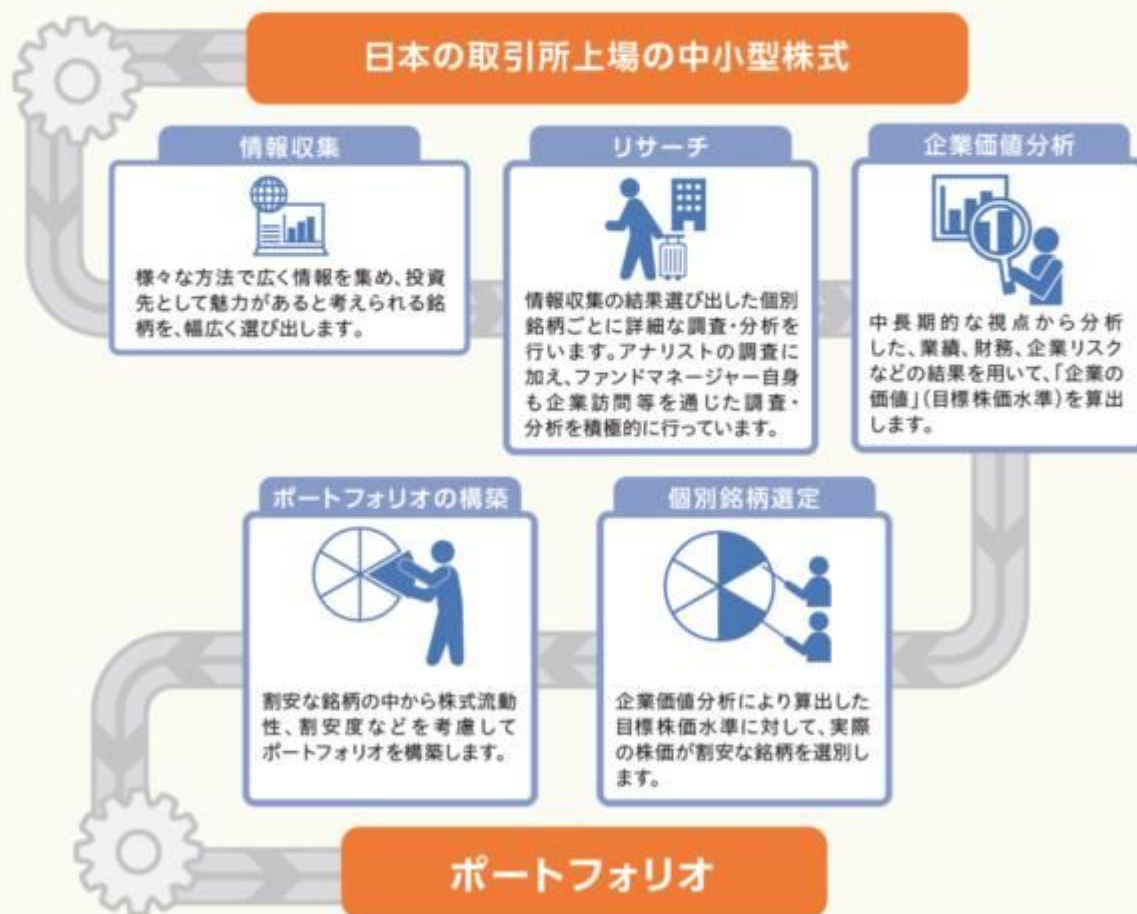 日本の取引所上場の中小型株式
情報収集
様々な方法で広く情報を集め、投資
先として魅力があると考えられる銘
柄を、幅広く選び出します。
リサーチ
情報収集の結果選び出した個別
銘柄ごとに詳細な調査・分析を
行います。アナリストの調査に
加え、ファンドマネージャー自身
も企業訪問等を通じた調査・
分析を積極的に行っています。
企業価値分析
中長期的な視点から分析
した、業績、財務、企業リスク
などの結果を用いて、「企業の
価値」(目標株価水準)を算出
します。
個別銘柄選定
企業価値分析により算出した
目標株価水準に対して、実際
の株価が割安な銘柄を選別し
ます。
ポートフォリオの構築
割安な銘柄の中から株式流動
性、割安度などを考慮して
ポートフォリオを構築します。
ポートフォリオ